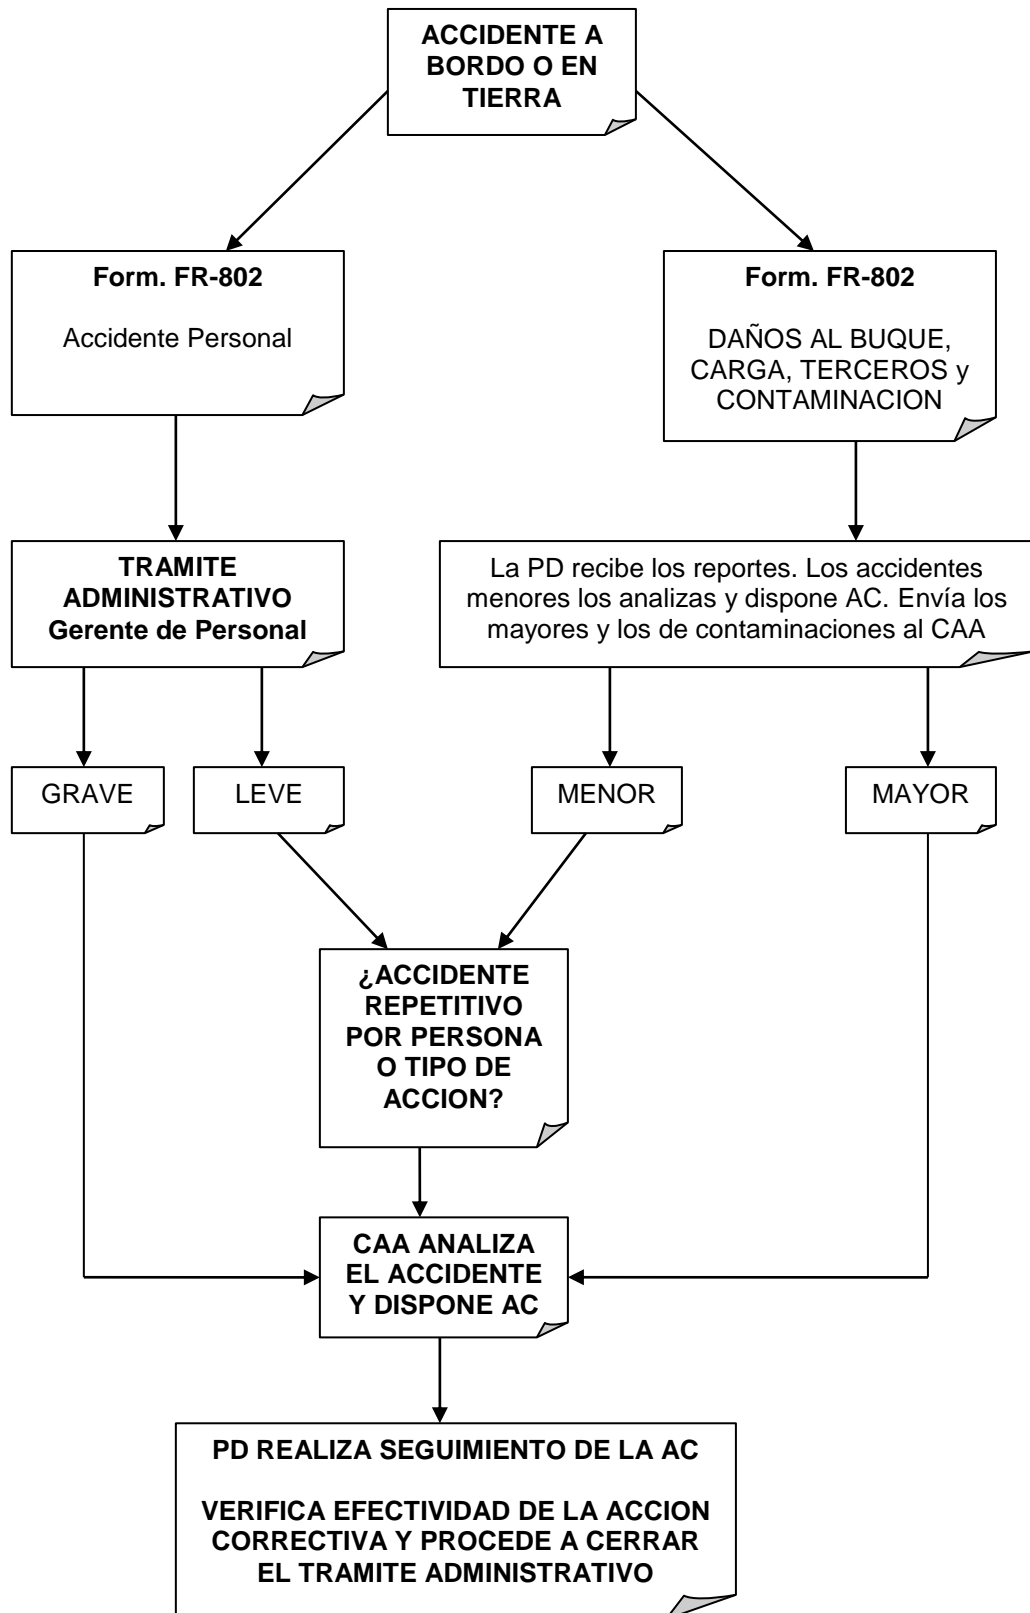 ACCIDENTE A
BORDO O EN
TIERRA
Form. FR-802
Accidente Personal
Form. FR-802
DAÑOS AL BUQUE,
CARGA, TERCEROS y
CONTAMINACION
TRAMITE
ADMINISTRATIVO
Gerente de Personal
La PD recibe los reportes. Los accidentes
menores los analizas y dispone AC. Envía los
mayores y los de contaminaciones al CAA
GRAVE
LEVE
MENOR
MAYOR
¿ACCIDENTE
REPETITIVO
POR PERSONA
O TIPO DE
ACCION?
CAA ANALIZA
EL ACCIDENTE
Y DISPONE AC
PD REALIZA SEGUIMIENTO DE LA AC
VERIFICA EFECTIVIDAD DE LA ACCION
CORRECTIVA Y PROCEDE A CERRAR
EL TRAMITE ADMINISTRATIVO